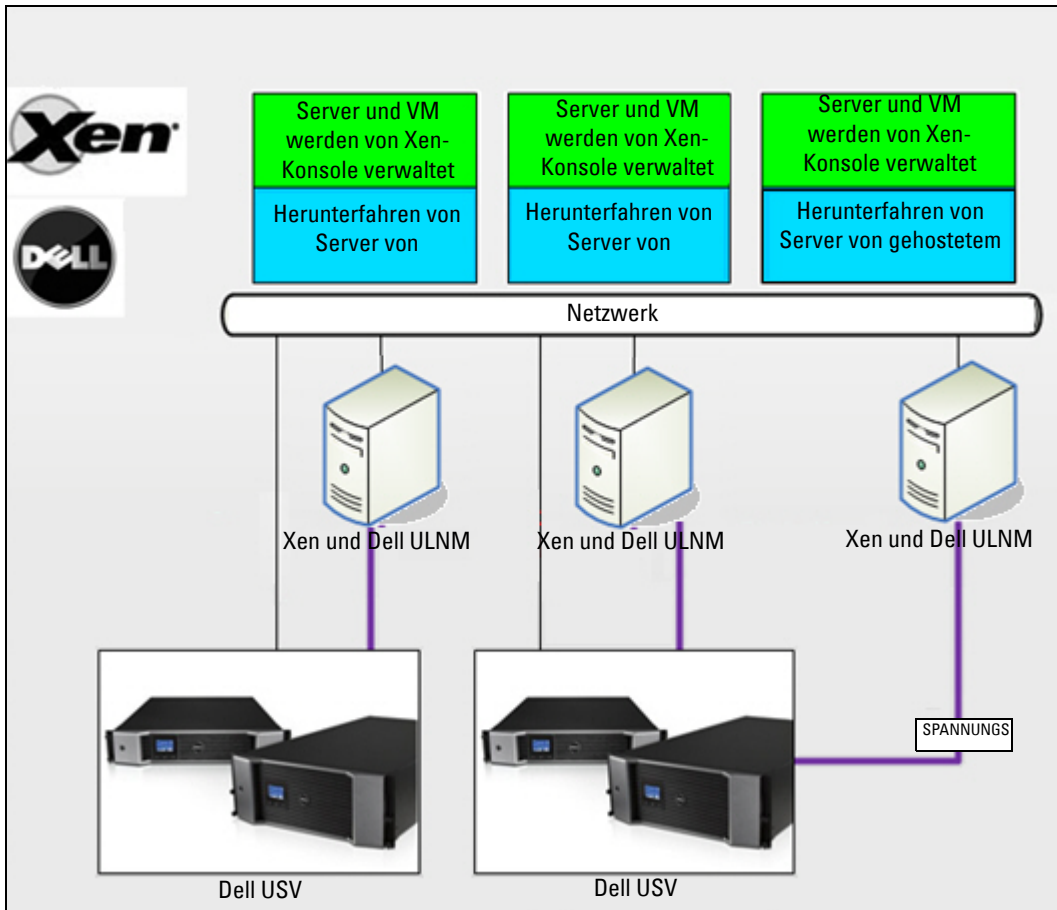 Xen
DELL
Server und VM
werden von Xen-
Konsole verwaltet
Herunterfahren von
Server von
Server und VM
werden von Xen-
Konsole verwaltet
Herunterfahren von
Server von
Server und VM
werden von Xen-
Konsole verwaltet
Herunterfahren von
Server von gehostetem
Netzwerk
Xen und Dell ULNM
Xen und Dell ULNM
Xen und Dell ULNM
SPANNUNGS
Dell USV
Dell USV